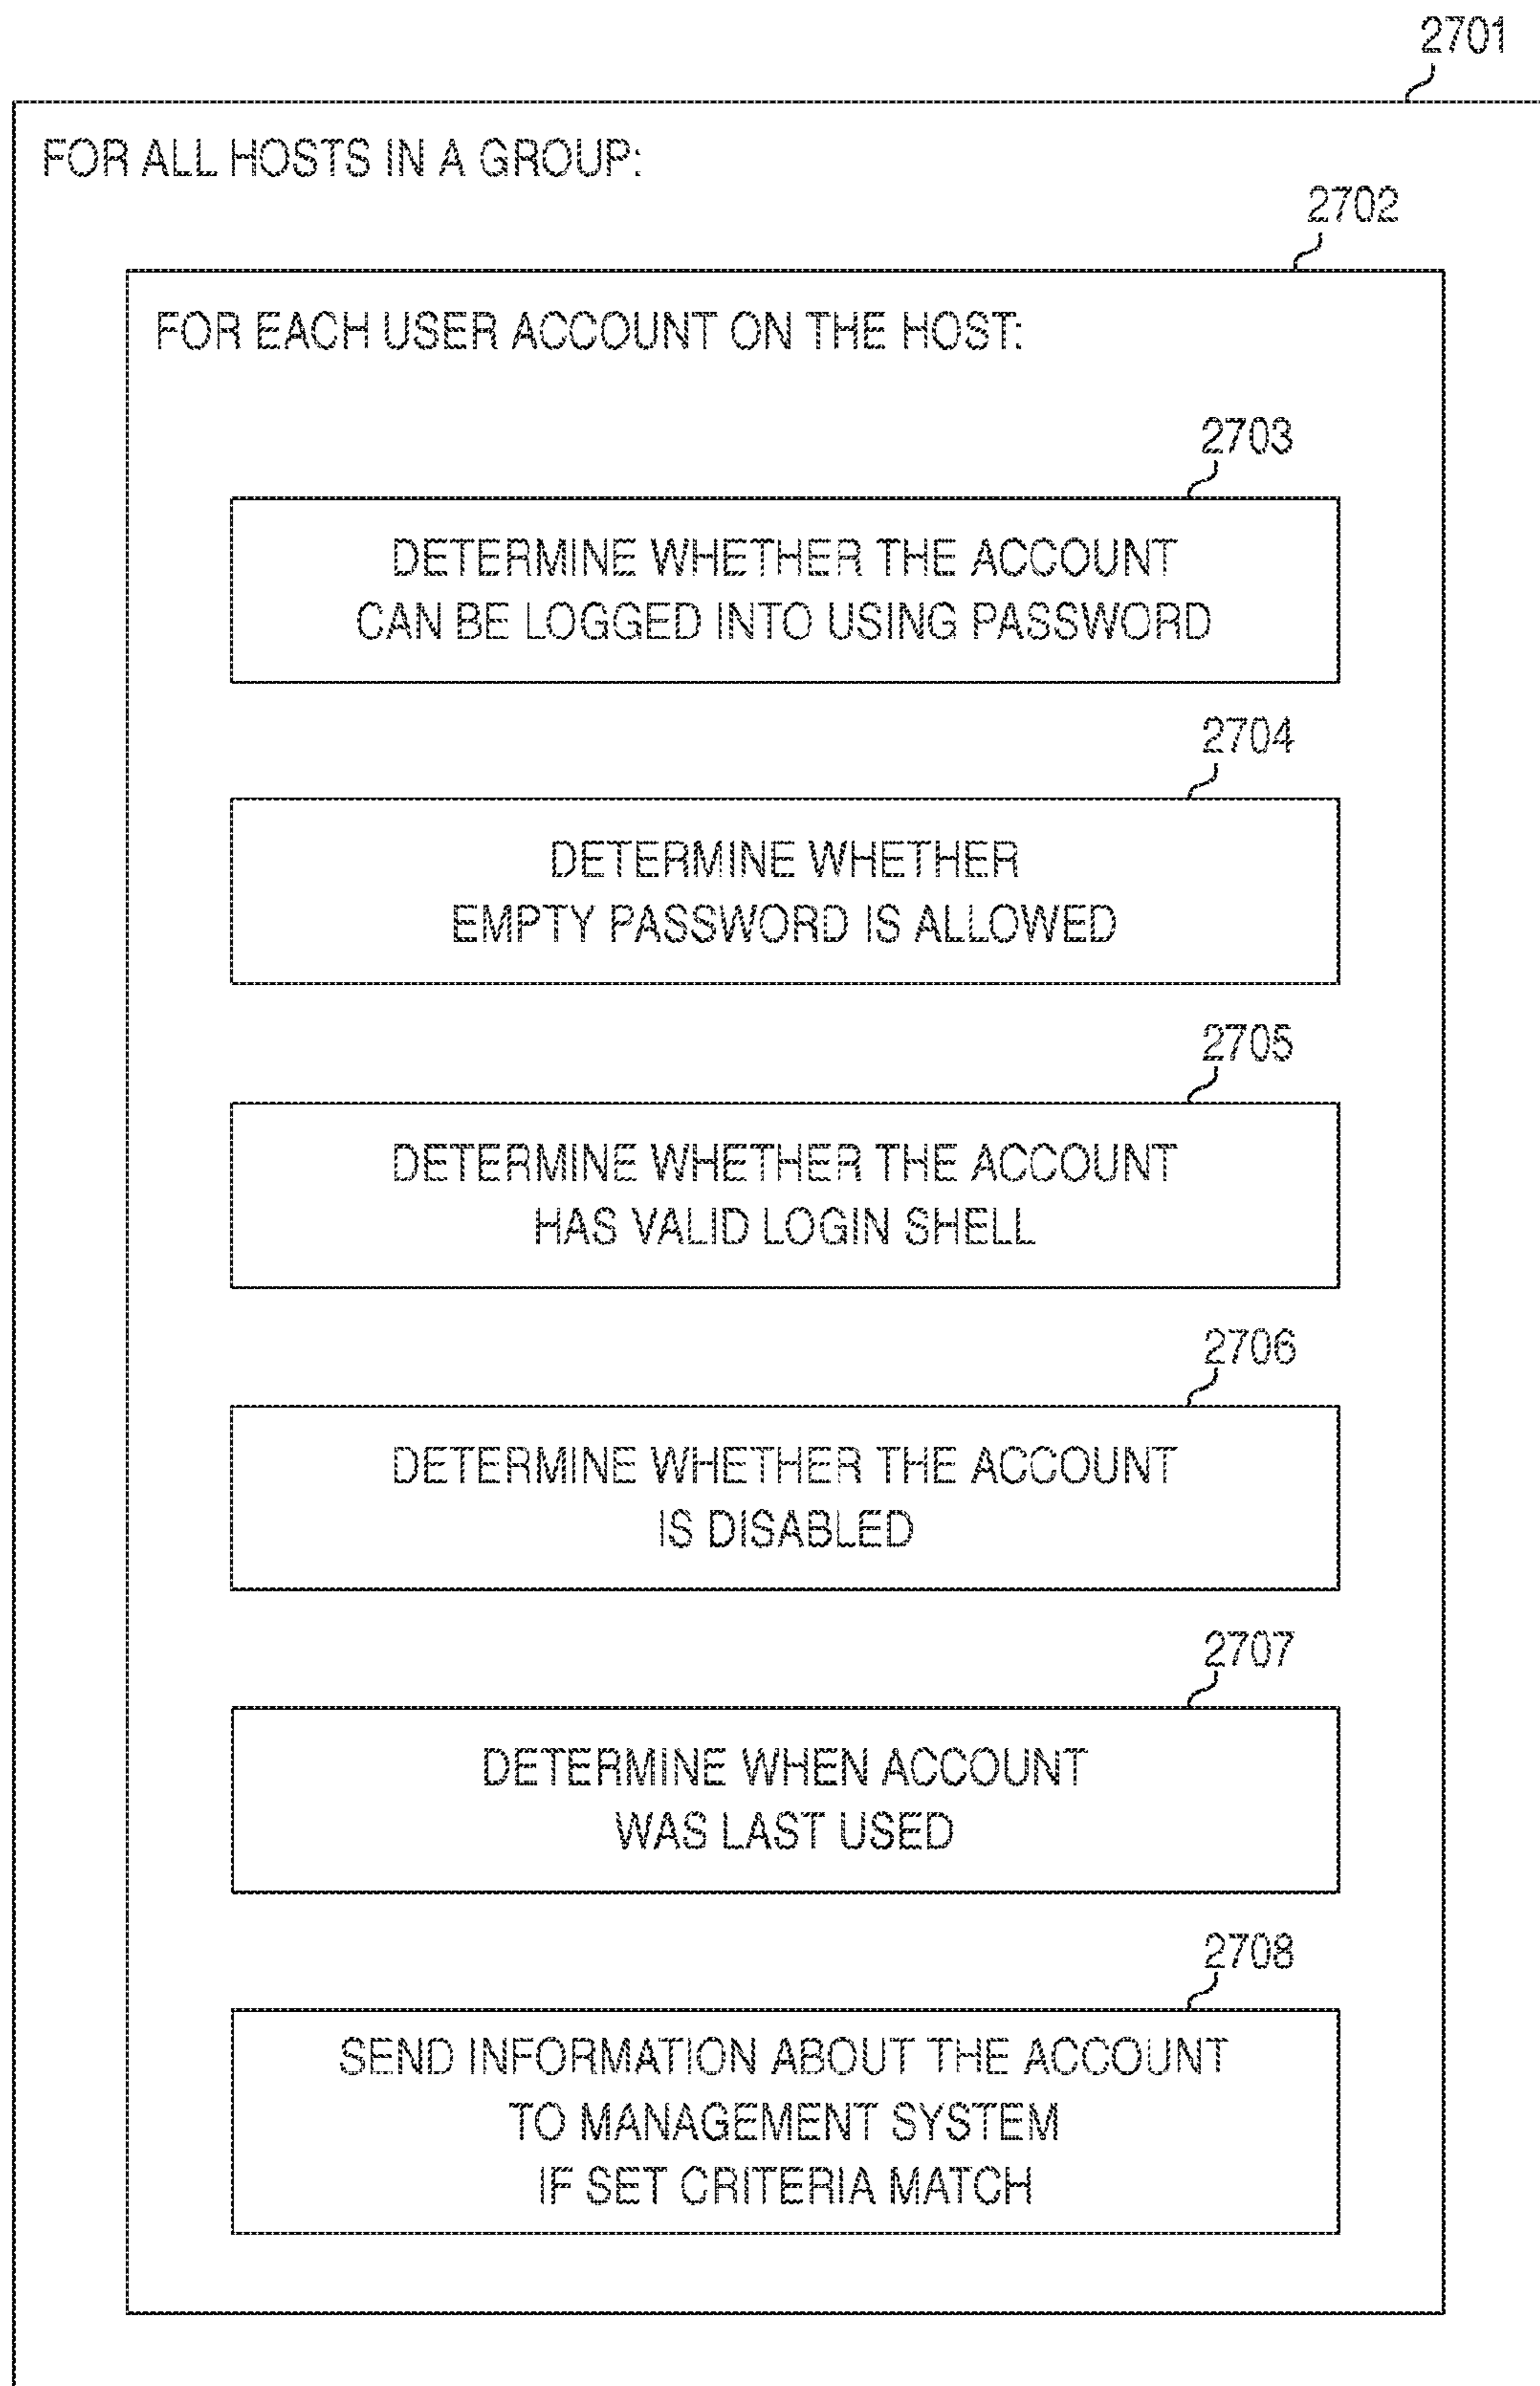 2701
FOR ALL HOSTS IN A GROUP:
2702
FOR EACH USER ACCOUNT ON THE HOST:
2703
DETERMINE WHETHER THE ACCOUNT
CAN BE LOGGED INTO USING PASSWORD
2704
DETERMINE WHETHER
EMPTY PASSWORD IS ALLOWED
2705
DETERMINE WHETHER THE ACCOUNT
HAS VALID LOGIN SHELL
2706
DETERMINE WHETHER THE ACCOUNT
IS DISABLED
2707
DETERMINE WHEN ACCOUNT
WAS LAST USED
2708
SEND INFORMATION ABOUT THE ACCOUNT
TO MANAGEMENT SYSTEM
IF SET CRITERIA MATCH